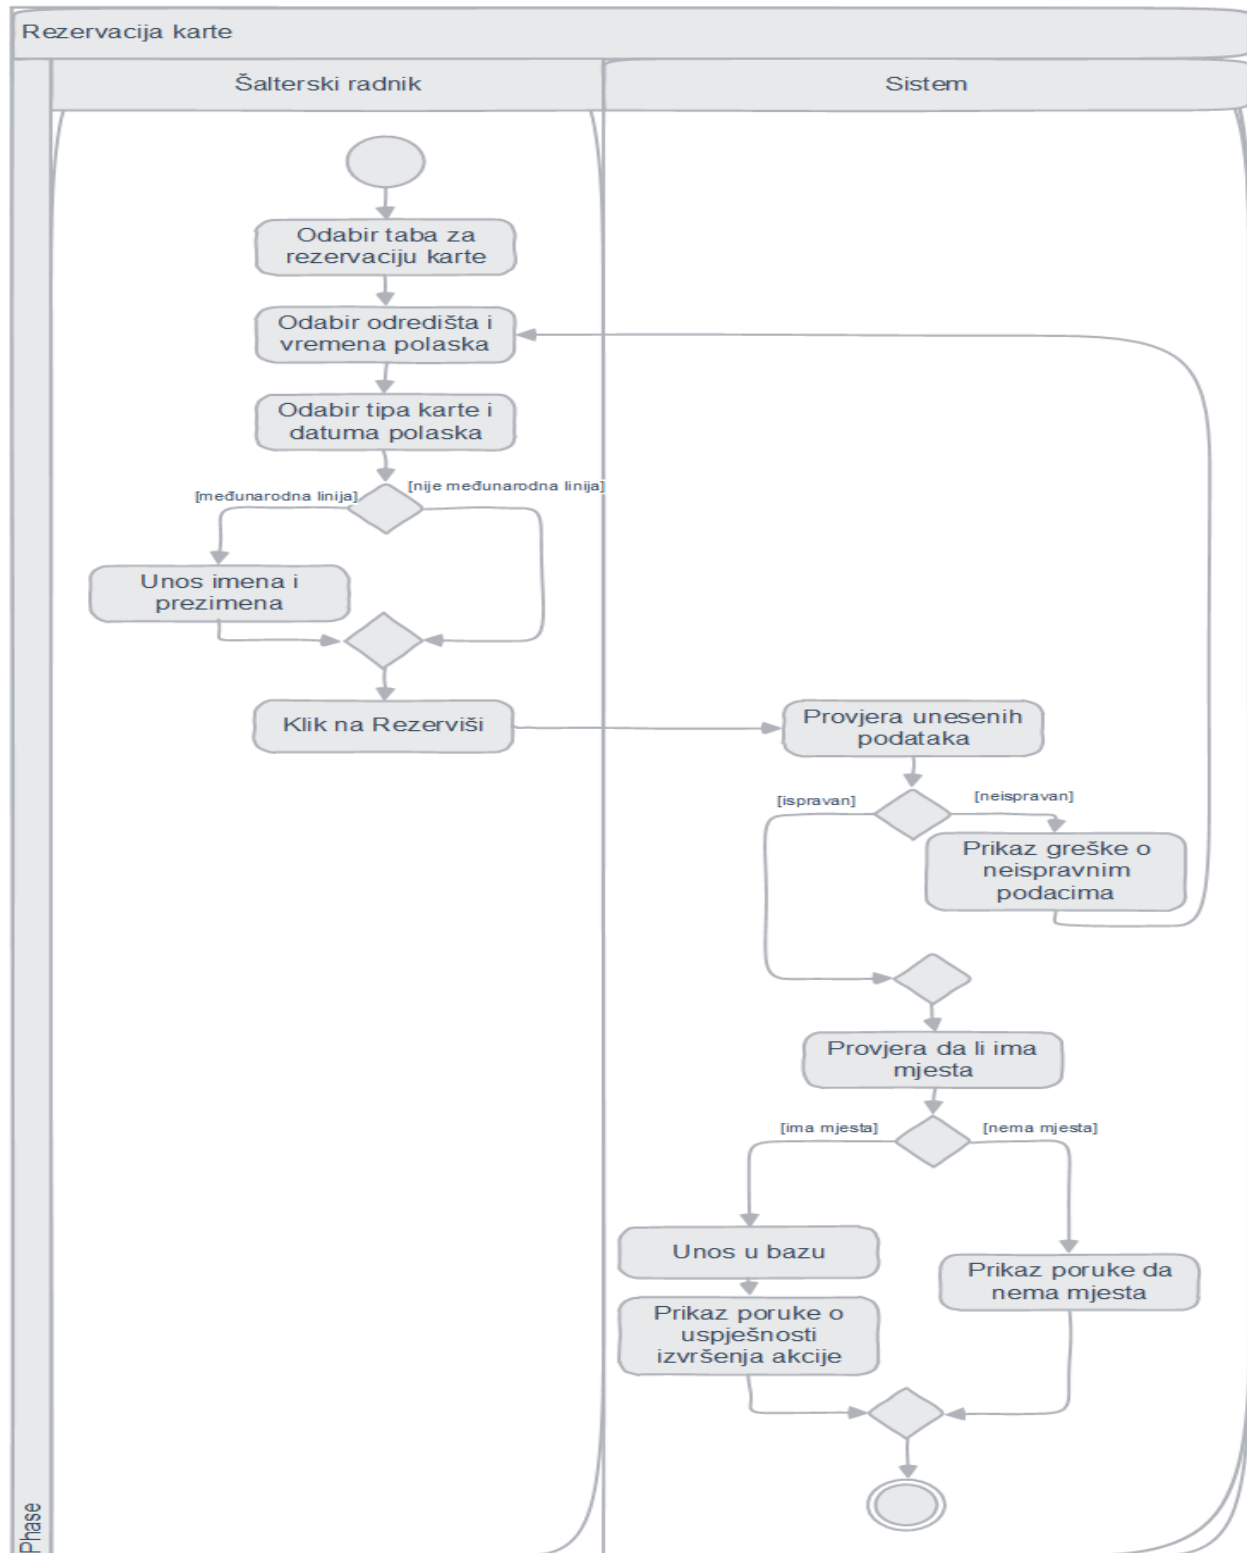 Rezervacija karte
Šalterski radnik
Sistem
Odabir taba za
rezervaciju karte
Odabir odredišta i
vremena polaska
Odabir tipa karte i
datuma polaska
[međunarodna linija]
[nije međunarodna linija]
Unos imena i
prezimena
Klik na Rezerviši
Provjera unesenih
podataka
[ispravan]
[neispravan]
Prikaz greške o
neispravnim
podacima
Provjera da li ima
mjesta
[ima mjesta]
[nema mjesta]
Unos u bazu
Prikaz poruke da
nema mjesta
Prikaz poruke o
uspješnosti
izvršenja akcije
Phase